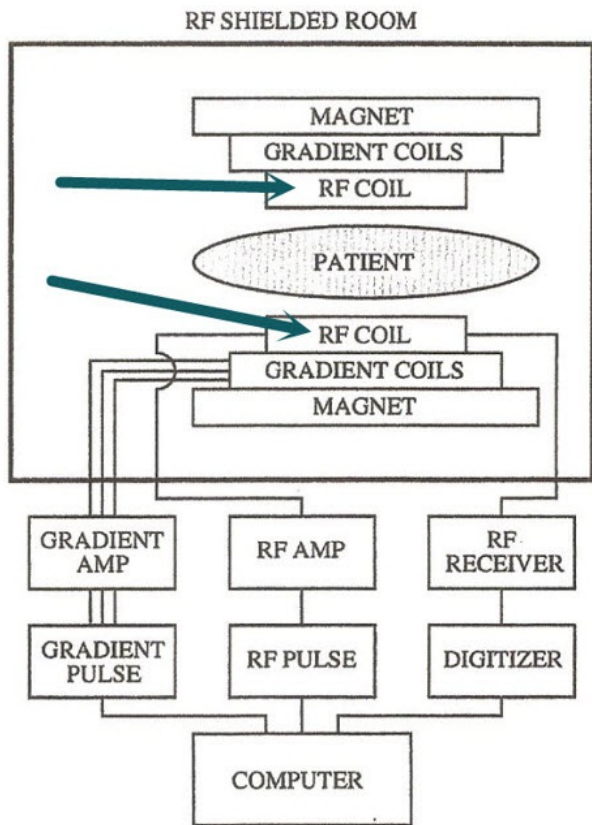 RF SHIELDED ROOM
MAGNET
GRADIENT COILS
RF COIL
PATIENT
RF COIL
GRADIENT COILS
MAGNET
GRADIENT
AMP
RF AMP
RF
RECEIVER
GRADIENT
PULSE
RF PULSE
DIGITIZER
COMPUTER